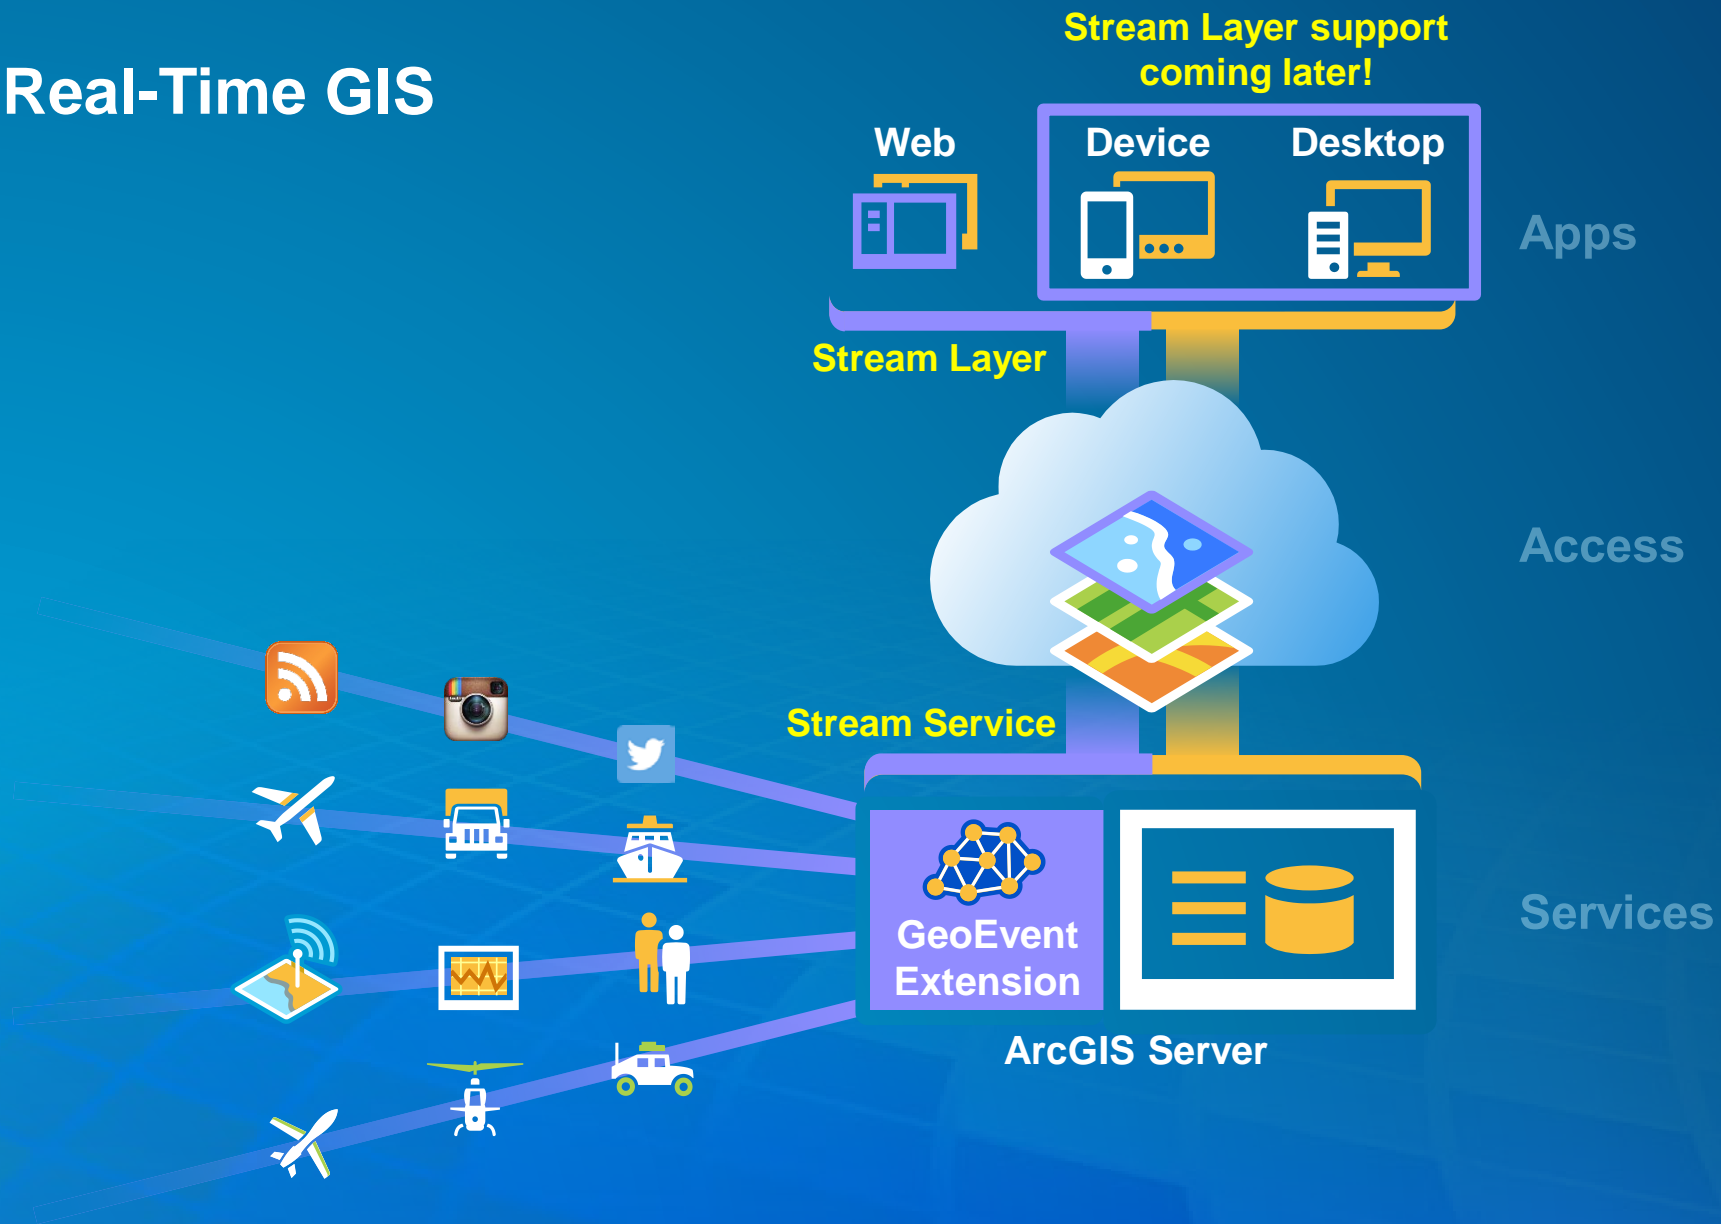 Stream Layer support
coming later!
Real-Time GIS
Web
Device
Desktop
Apps
Stream Layer
Access
Stream Service
GeoEvent
Extension
Services
ArcGIS Server